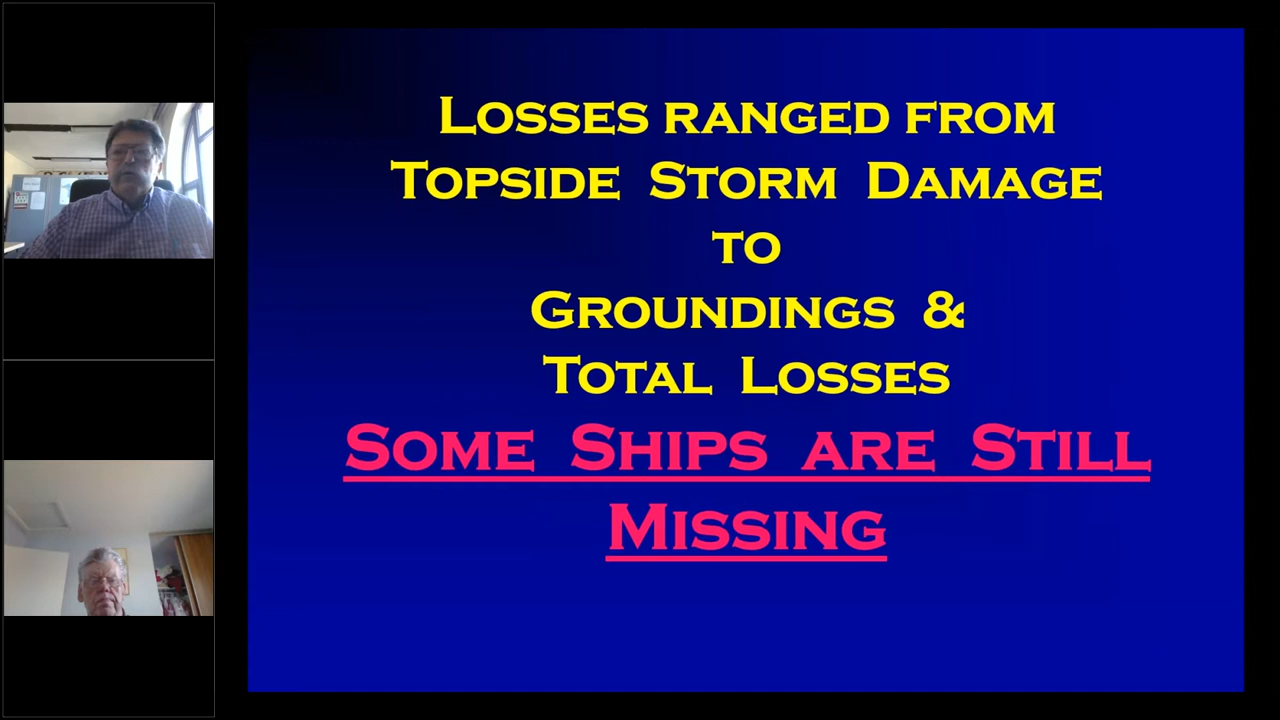 Losses ranged from
Topside Storm Damage
to
Groundings &
Total Losses
Some Ships are Still
Missing